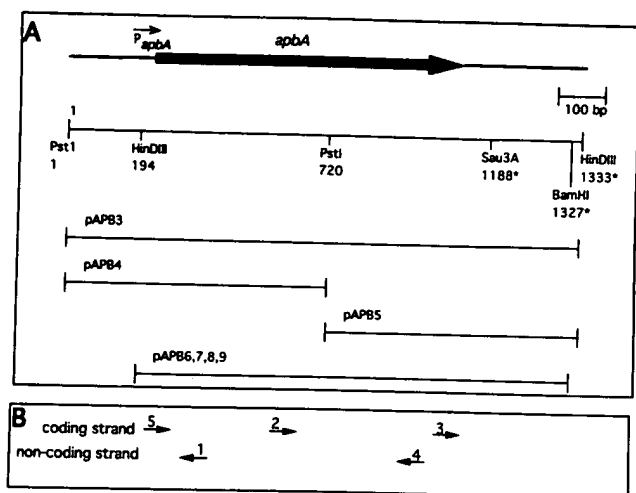 A
P apbA
apbA
100 bp
1
Pst1
1
HinDIII
194
PstI
720
Sau3A
1188*
HinDIII
1333*
BamHI
1327*
pAPB3
pAPB4
pAPB5
pAPB6,7,8,9
B
coding strand 5 2 3
non-coding strand 1 4